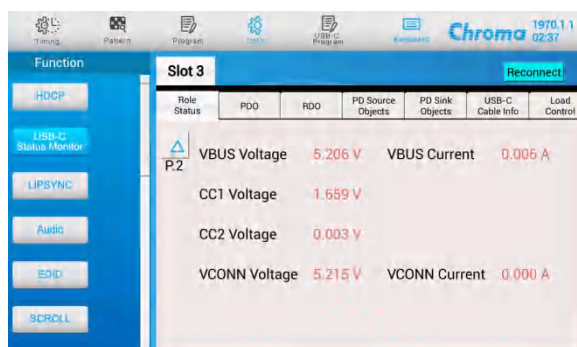 Timing Pattern Program Util. USB-C Program Keyboard Chroma 1970.1 1 02:37
Function Slot 3 Reconnect
HDCP
USB-C Status Monitor
LIPSYNC
Audio
EDID
SCROLL
Role Status PDO RDO PD Source Objects PD Sink Objects USB-C Cable Info Load Control
P.2
VBUS Voltage 5.206 V VBUS Current 0.006 A
CC1 Voltage 1.659 V
CC2 Voltage 0.003 V
VCONN Voltage 5.215 V VCONN Current 0.000 A